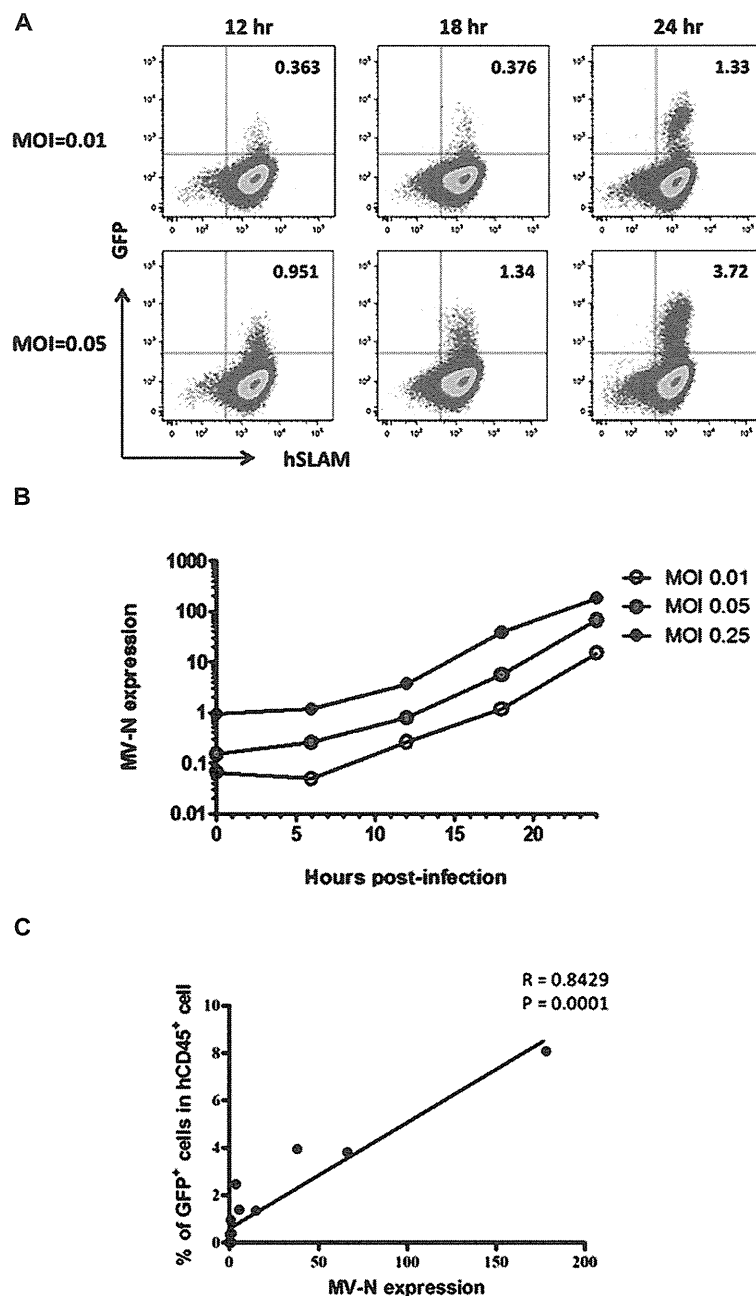 A
12 hr 18 hr 24 hr
MOI=0.01
0.363 0.376 1.33
MOI=0.05
0.951 1.34 3.72
GFP
hSLAM
B
MV-N expression
1000
100
10
1
0.1
0.01
0 5 10 15 20
Hours post-infection
MOI 0.01
MOI 0.05
MOI 0.25
C
R = 0.8429
P = 0.0001
% of GFP⁺ cells in hCD45⁺ cell
10
8
6
4
2
0
0 50 100 150 200
MV-N expression